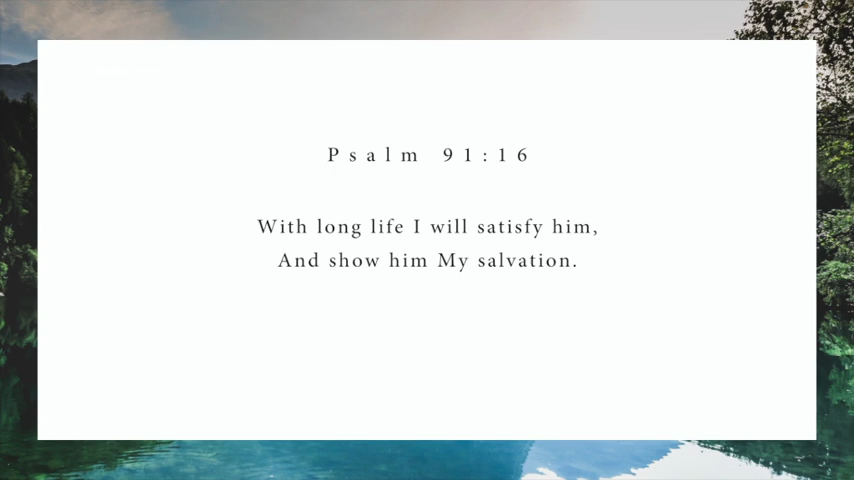 Psalm 91:16
With long life I will satisfy him,
And show him My salvation.